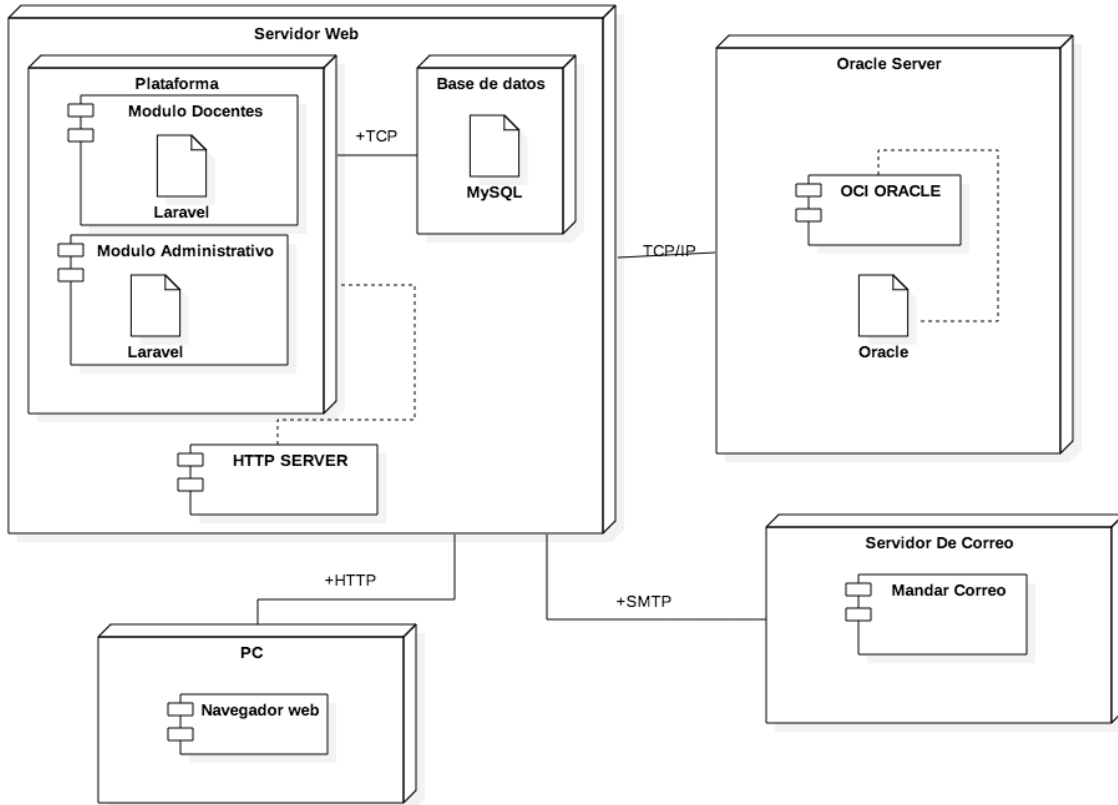 Servidor Web
Plataforma
Modulo Docentes
Laravel
Modulo Administrativo
Laravel
+TCP
Base de datos
MySQL
HTTP SERVER
TCP/IP
Oracle Server
OCI ORACLE
Oracle
+HTTP
+SMTP
PC
Navegador web
Servidor De Correo
Mandar Correo